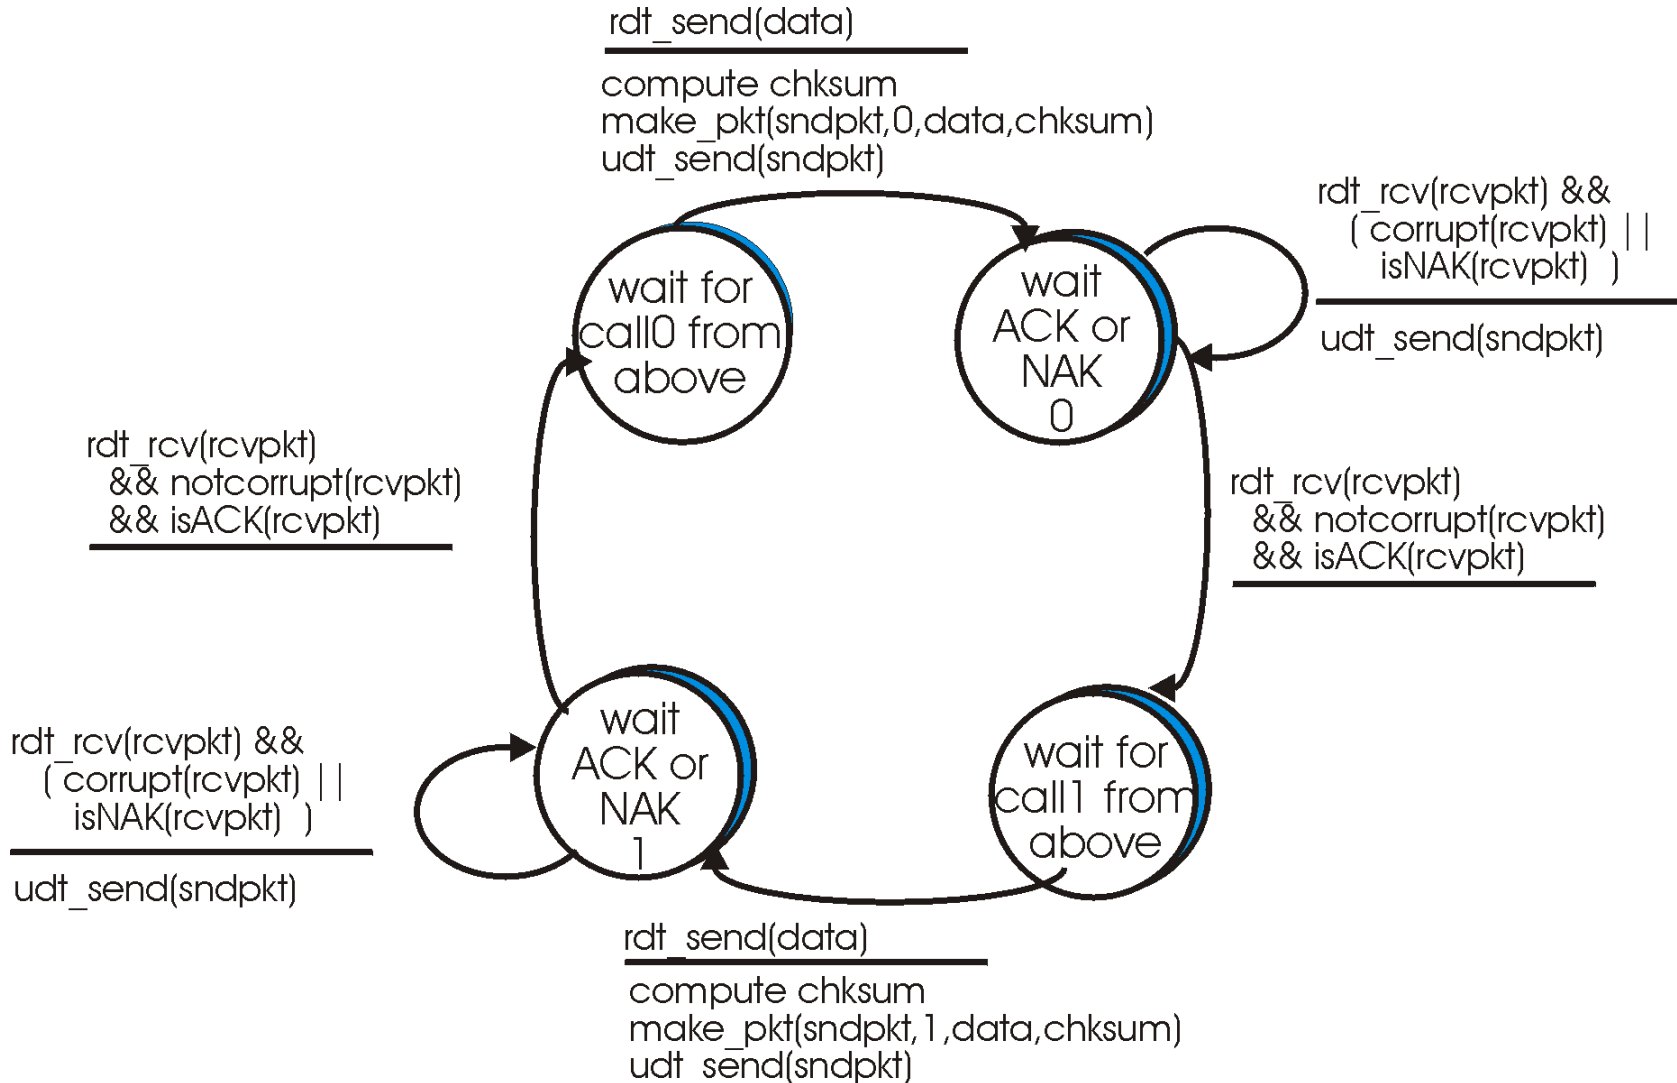 rdt_send(data)
compute chksum
make_pkt(sndpkt,0,data,chksum)
udt_send(sndpkt)
rdt_rcv(rcvpkt) &&
( corrupt(rcvpkt) ||
isNAK(rcvpkt) )
udt_send(sndpkt)
wait for
call0 from
above
wait
ACK or
NAK
0
rdt_rcv(rcvpkt)
&& notcorrupt(rcvpkt)
&& isACK(rcvpkt)
rdt_rcv(rcvpkt)
&& notcorrupt(rcvpkt)
&& isACK(rcvpkt)
wait
ACK or
NAK
1
wait for
call1 from
above
rdt_rcv(rcvpkt) &&
( corrupt(rcvpkt) ||
isNAK(rcvpkt) )
udt_send(sndpkt)
rdt_send(data)
compute chksum
make_pkt(sndpkt,1,data,chksum)
udt_send(sndpkt)